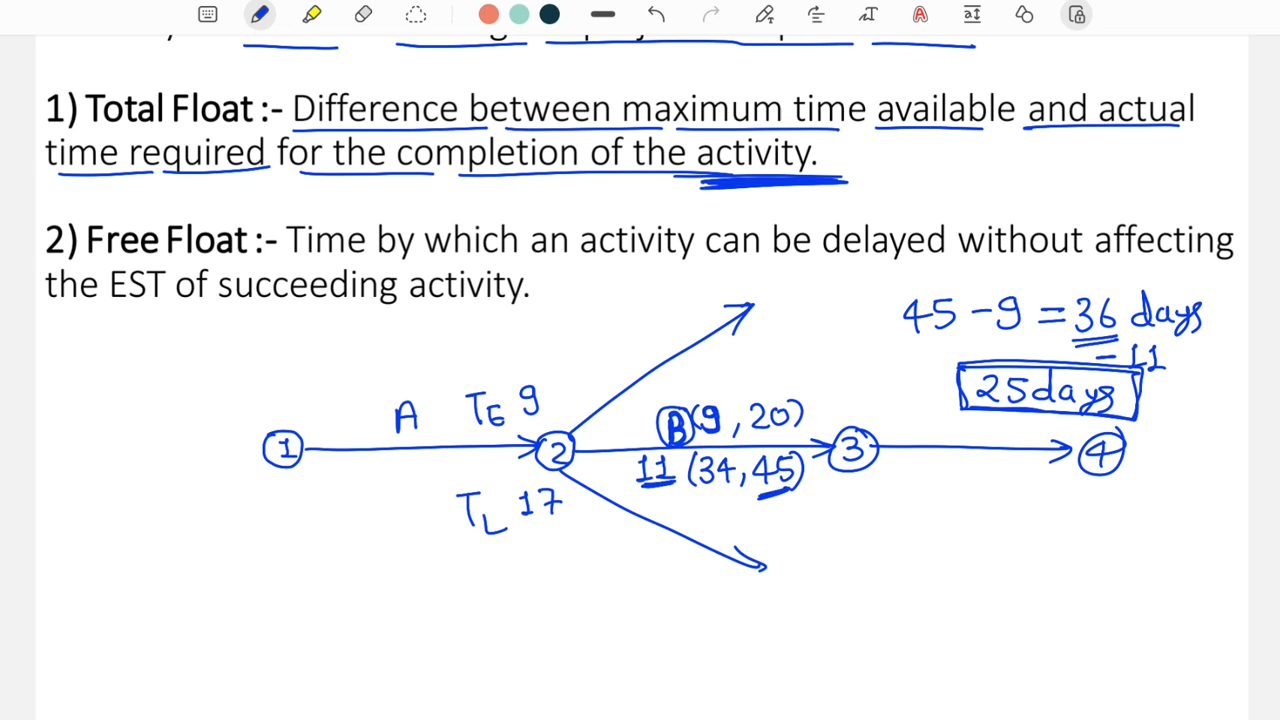 1) Total Float :- Difference between maximum time available and actual
time required for the completion of the activity.
2) Free Float :- Time by which an activity can be delayed without affecting
the EST of succeeding activity.
45 - 9 = 36 days
- 11
25 days
A TE 9
B (9, 20)
1 2 3 4
11 (34, 45)
TL 17